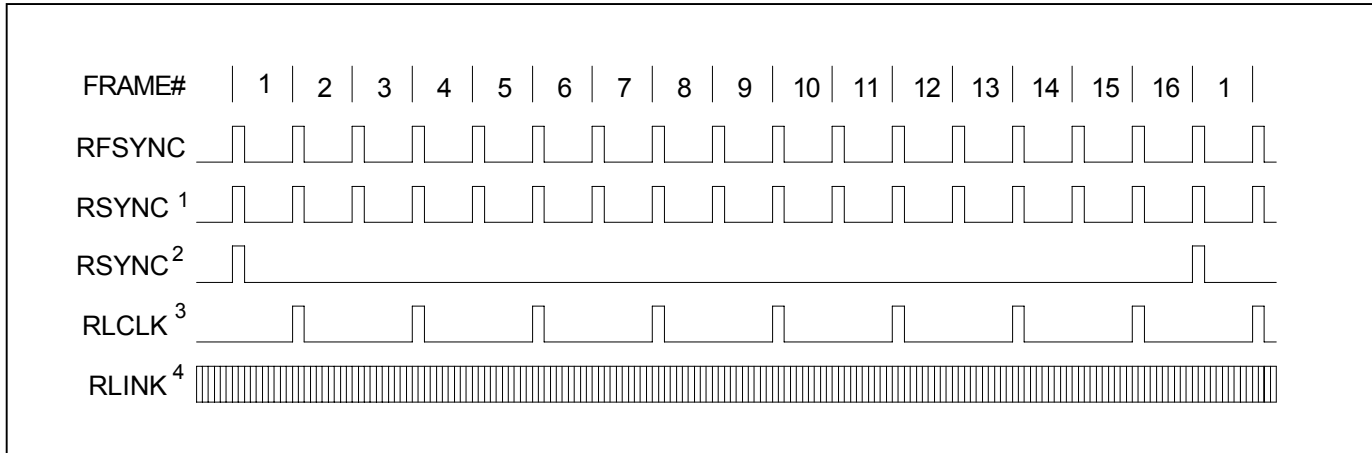 FRAME# | 1 | 2 | 3 | 4 | 5 | 6 | 7 | 8 | 9 | 10 | 11 | 12 | 13 | 14 | 15 | 16 | 1 |
RFSYNC
RSYNC 1
RSYNC 2
RLCLK 3
RLINK 4